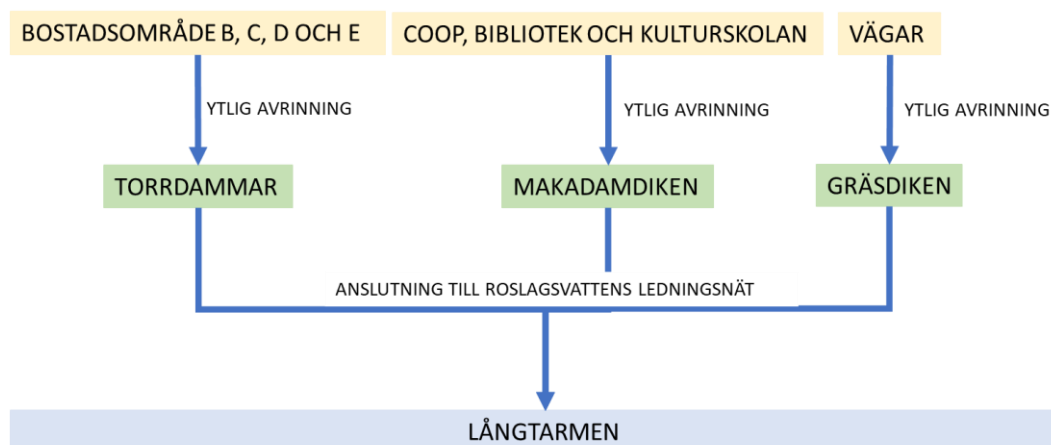 BOSTADSOMRÅDE B, C, D OCH E
COOP, BIBLIOTEK OCH KULTURSKOLAN
VÄGAR
YTLIG AVRINNING
YTLIG AVRINNING
YTLIG AVRINNING
TORRDAMMAR
MAKADAMDIKEN
GRÄSDIKEN
ANSLUTNING TILL ROSLAGSVATTENS LEDNINGSNÄT
LÅNGTARMEN